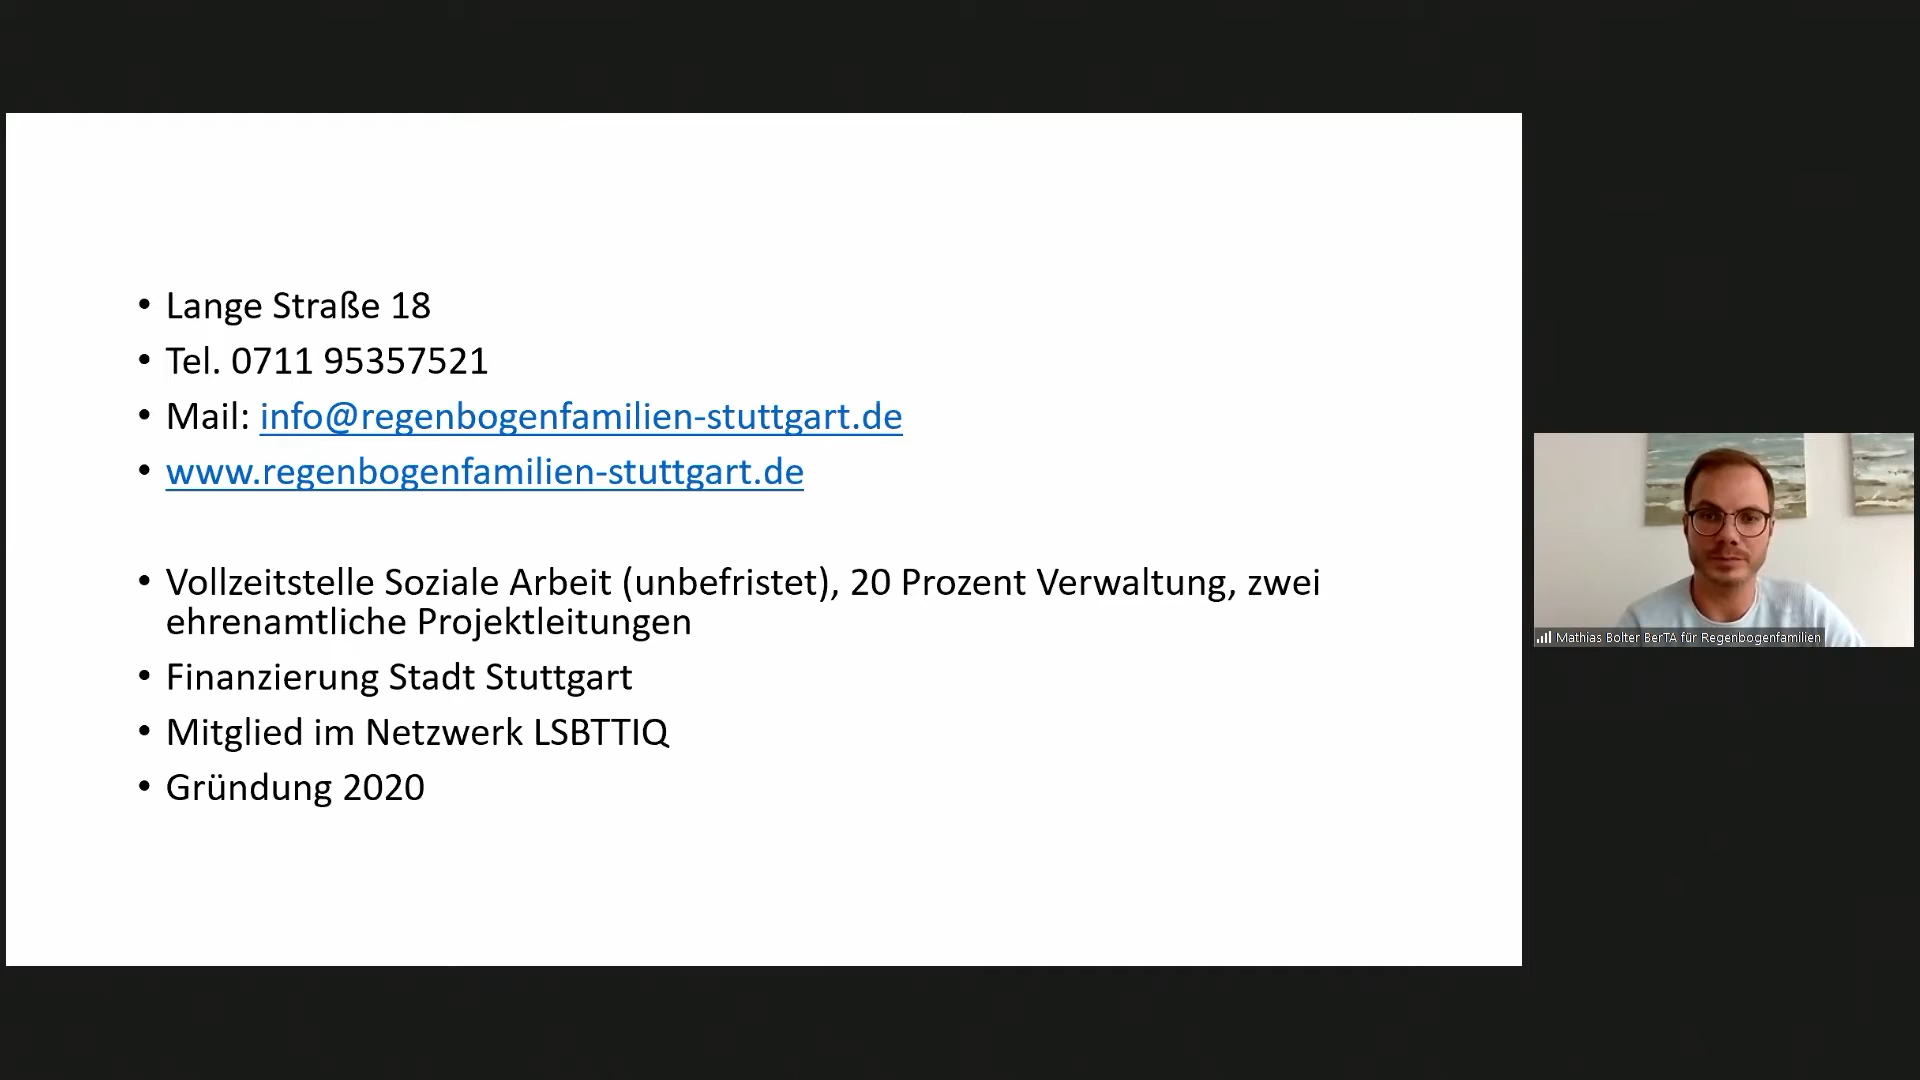 • Lange Straße 18
• Tel. 0711 95357521
• Mail: info@regenbogenfamilien-stuttgart.de
• www.regenbogenfamilien-stuttgart.de
• Vollzeitstelle Soziale Arbeit (unbefristet), 20 Prozent Verwaltung, zwei
ehrenamtliche Projektleitungen
• Finanzierung Stadt Stuttgart
• Mitglied im Netzwerk LSBTTIQ
• Gründung 2020
Mathias Bolter BerTA für Regenbogenfamilien